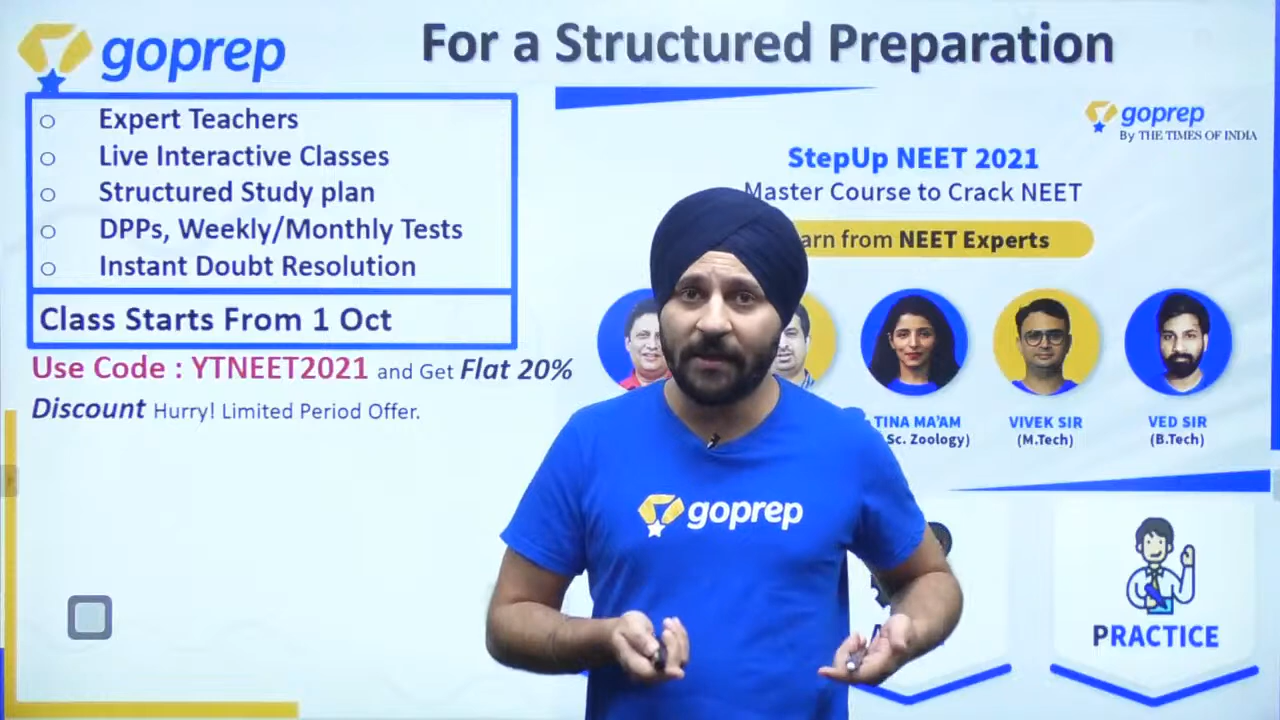 goprep
For a Structured Preparation
Expert Teachers
Live Interactive Classes
Structured Study plan
DPPs, Weekly/Monthly Tests
Instant Doubt Resolution
Class Starts From 1 Oct
Use Code : YTNEET2021 and Get Flat 20%
Discount Hurry! Limited Period Offer.
goprep
By THE TIMES OF INDIA
StepUp NEET 2021
Master Course to Crack NEET
from NEET Experts
TINA MA'AM
Sc. Zoology)
VIVEK SIR
(M.Tech)
VED SIR
(B.Tech)
goprep
PRACTICE